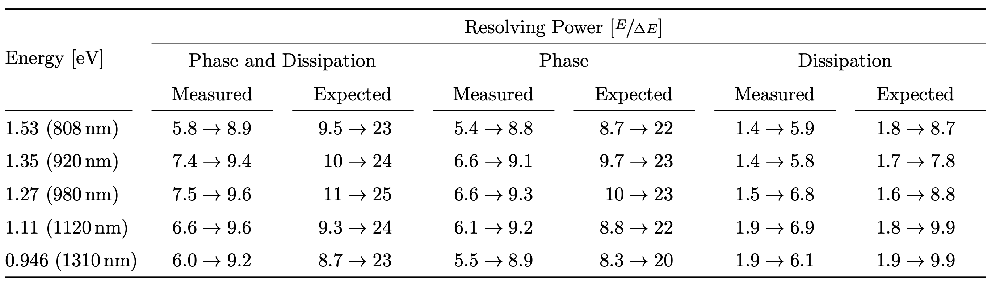 Resolving Power [E/ΔE]
Energy [eV]
Phase and Dissipation Phase Dissipation
Measured Expected Measured Expected Measured Expected
1.53 (808 nm) 5.8 → 8.9 9.5 → 23 5.4 → 8.8 8.7 → 22 1.4 → 5.9 1.8 → 8.7
1.35 (920 nm) 7.4 → 9.4 10 → 24 6.6 → 9.1 9.7 → 23 1.4 → 5.8 1.7 → 7.8
1.27 (980 nm) 7.5 → 9.6 11 → 25 6.6 → 9.3 10 → 23 1.5 → 6.8 1.6 → 8.8
1.11 (1120 nm) 6.6 → 9.6 9.3 → 24 6.1 → 9.2 8.8 → 22 1.9 → 6.9 1.8 → 9.9
0.946 (1310 nm) 6.0 → 9.2 8.7 → 23 5.5 → 8.9 8.3 → 20 1.9 → 6.1 1.9 → 9.9